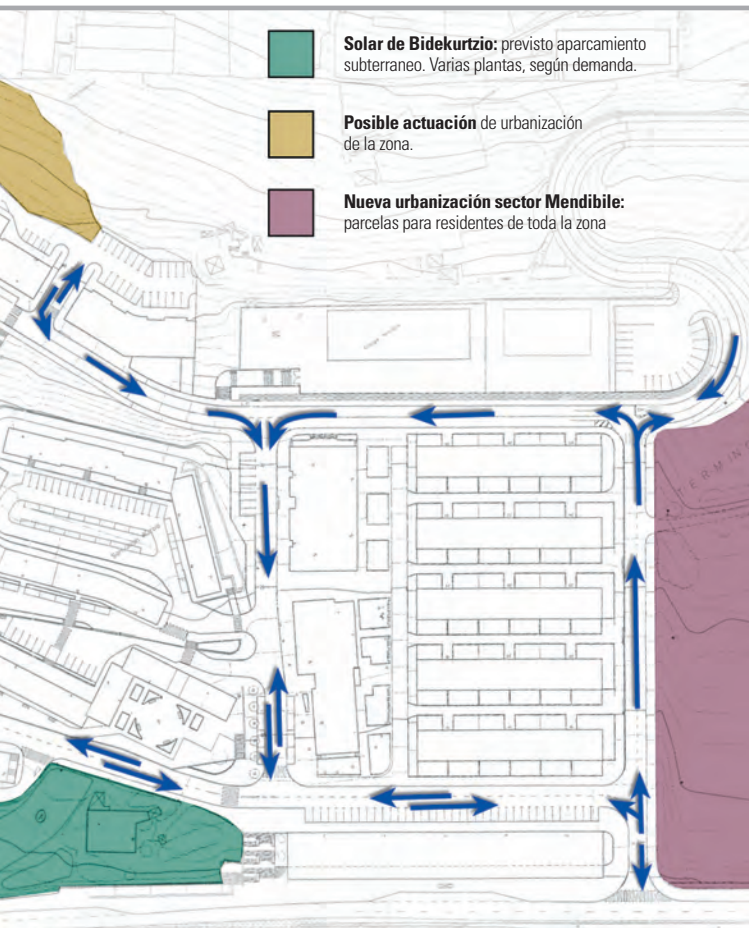 Solar de Bidekurtzio: previsto aparcamiento
subterraneo. Varias plantas, según demanda.
Posible actuación de urbanización
de la zona.
Nueva urbanización sector Mendibile:
parcelas para residentes de toda la zona